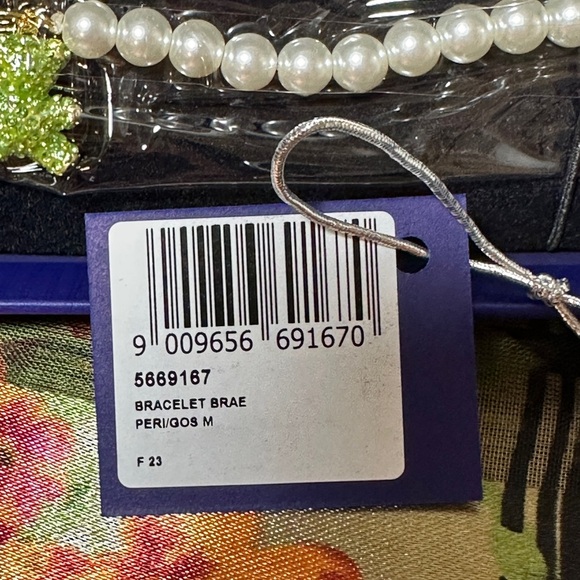 9 009656 691670
5669167
BRACELET BRAE
PERI/GOS M
F 23